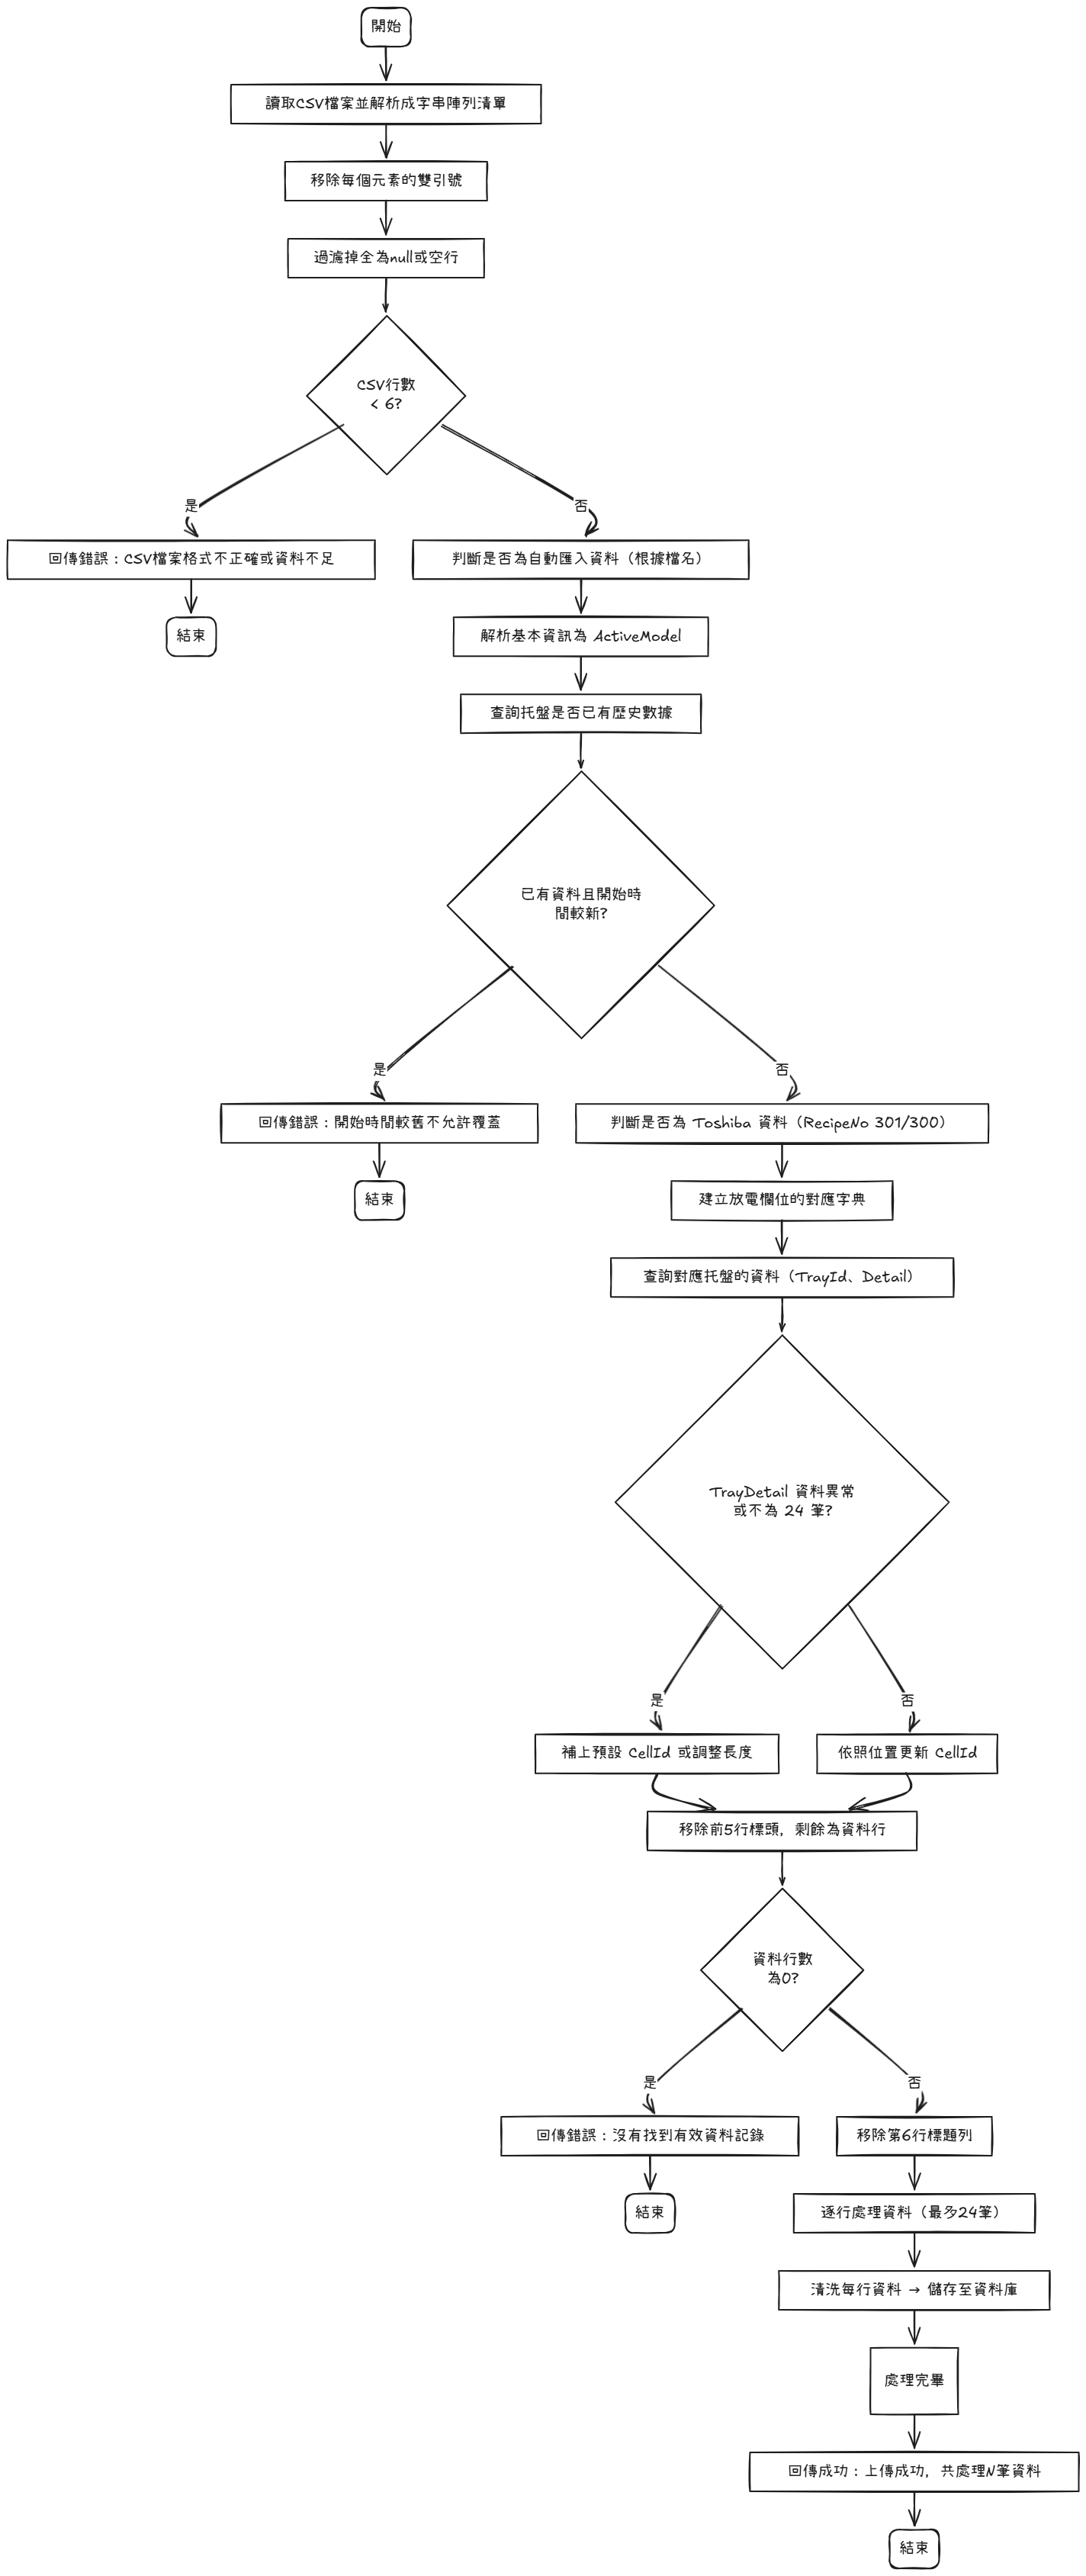 開始
讀取CSV檔案並解析成字串陣列清單
移除每個元素的雙引號
過濾掉全為null或空行
CSV行數
< 6?
是
否
回傳錯誤：CSV檔案格式不正確或資料不足
判斷是否為自動匯入資料（根據檔名）
結束
解析基本資訊為 ActiveModel
查詢托盤是否已有歷史數據
已有資料且開始時
間較新?
是
否
回傳錯誤：開始時間較舊不允許覆蓋
判斷是否為 Toshiba 資料（RecipeNo 301/300）
結束
建立放電欄位的對應字典
查詢對應托盤的資料（TrayId、Detail）
TrayDetail 資料異常
或不為 24 筆?
是
否
補上預設 CellId 或調整長度
依照位置更新 CellId
移除前5行標頭，剩餘為資料行
資料行數
為0?
是
否
回傳錯誤：沒有找到有效資料記錄
移除第6行標題列
結束
逐行處理資料（最多24筆）
清洗每行資料 → 儲存至資料庫
處理完畢
回傳成功：上傳成功，共處理N筆資料
結束